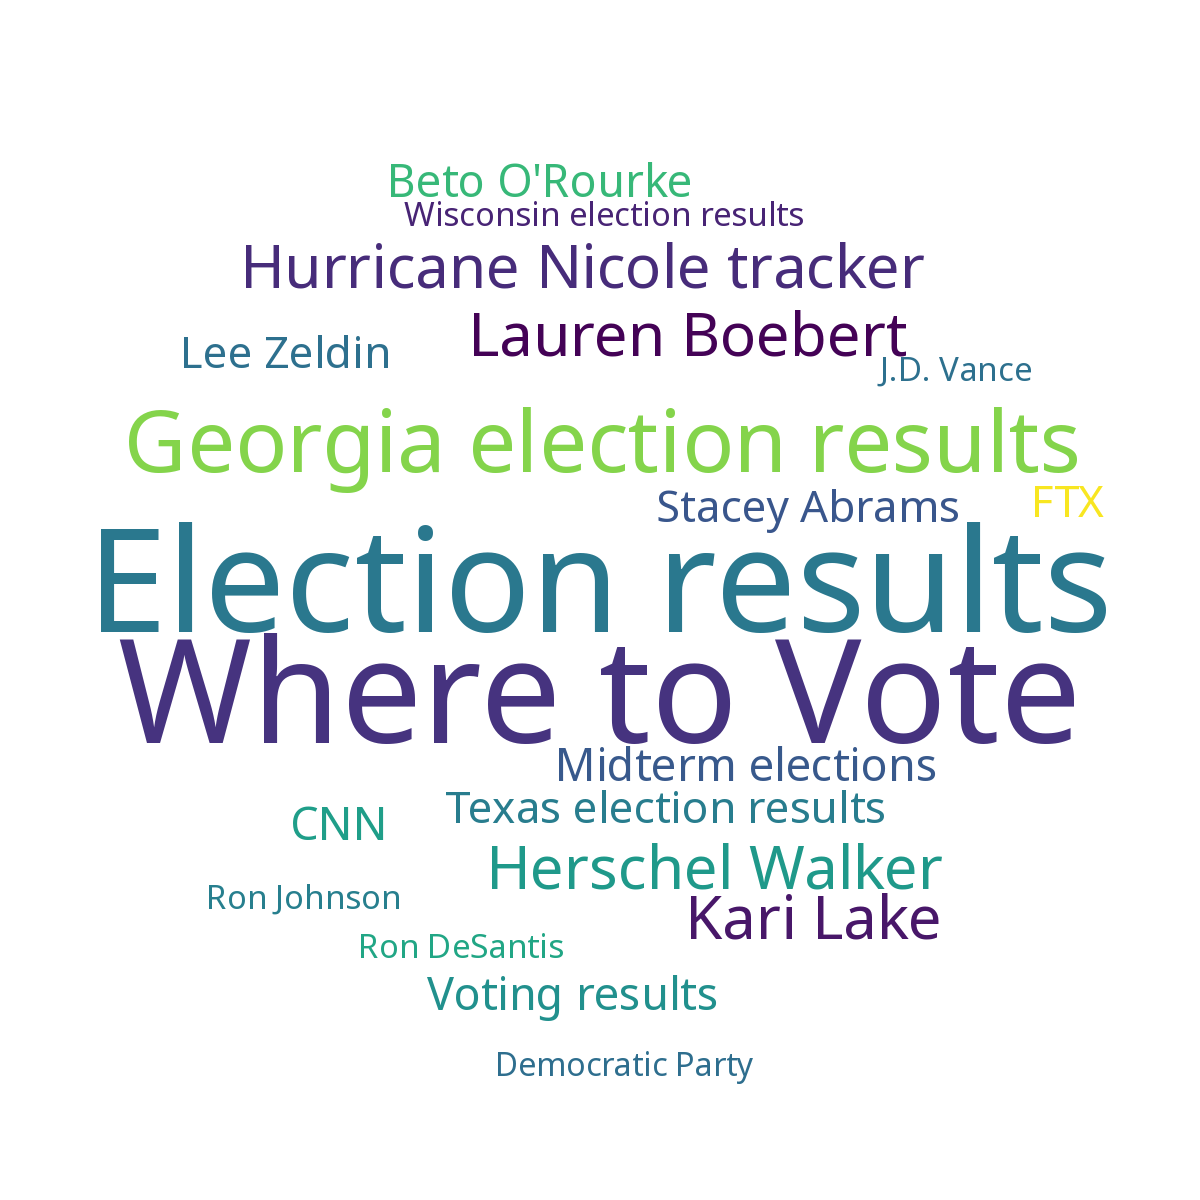 Beto O'Rourke
Wisconsin election results
Hurricane Nicole tracker
Lauren Boebert
Lee Zeldin
J.D. Vance
Georgia election results
Stacey Abrams
FTX
Election results
Where to Vote
Midterm elections
Texas election results
CNN
Herschel Walker
Ron Johnson
Kari Lake
Ron DeSantis
Voting results
Democratic Party